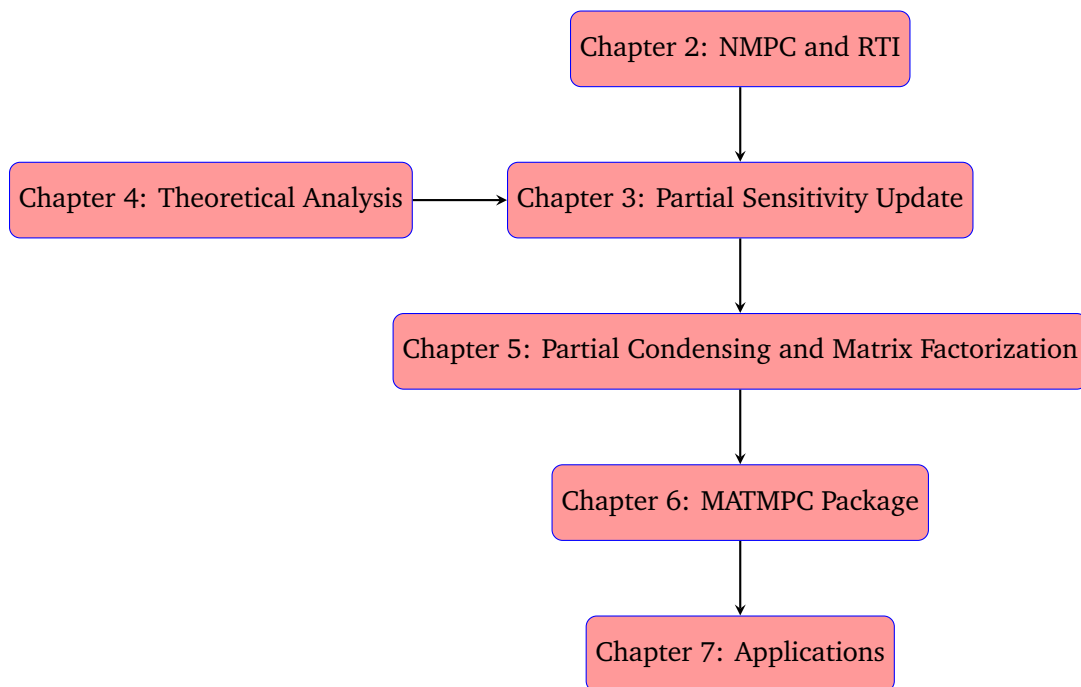 Chapter 2: NMPC and RTI
Chapter 4: Theoretical Analysis
Chapter 3: Partial Sensitivity Update
Chapter 5: Partial Condensing and Matrix Factorization
Chapter 6: MATMPC Package
Chapter 7: Applications